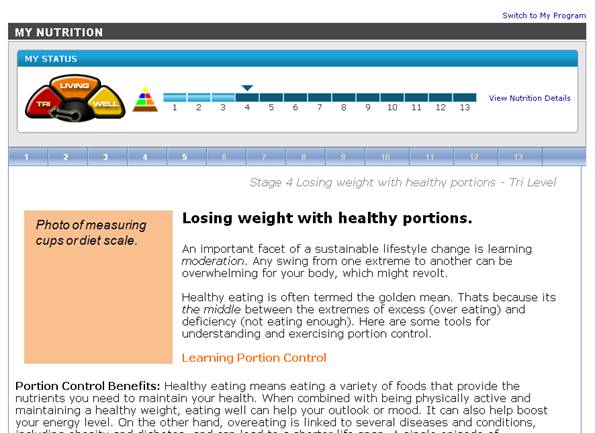 Switch to My Program
MY NUTRITION
MY STATUS
TRI LIVING WELL
1 2 3 4 5 6 7 8 9 10 11 12 13
View Nutrition Details
1 2 3 4 5 6 7 8 9 10 11 12 13
Stage 4 Losing weight with healthy portions - Tri Level
Photo of measuring
cups or diet scale.
Losing weight with healthy portions.
An important facet of a sustainable lifestyle change is learning
moderation. Any swing from one extreme to another can be
overwhelming for your body, which might revolt.
Healthy eating is often termed the golden mean. Thats because its
the middle between the extremes of excess (over eating) and
deficiency (not eating enough). Here are some tools for
understanding and exercising portion control.
Learning Portion Control
Portion Control Benefits: Healthy eating means eating a variety of foods that provide the
nutrients you need to maintain your health. When combined with being physically active and
maintaining a healthy weight, eating well can help your outlook or mood. It can also help boost
your energy level. On the other hand, overeating is linked to several diseases and conditions,